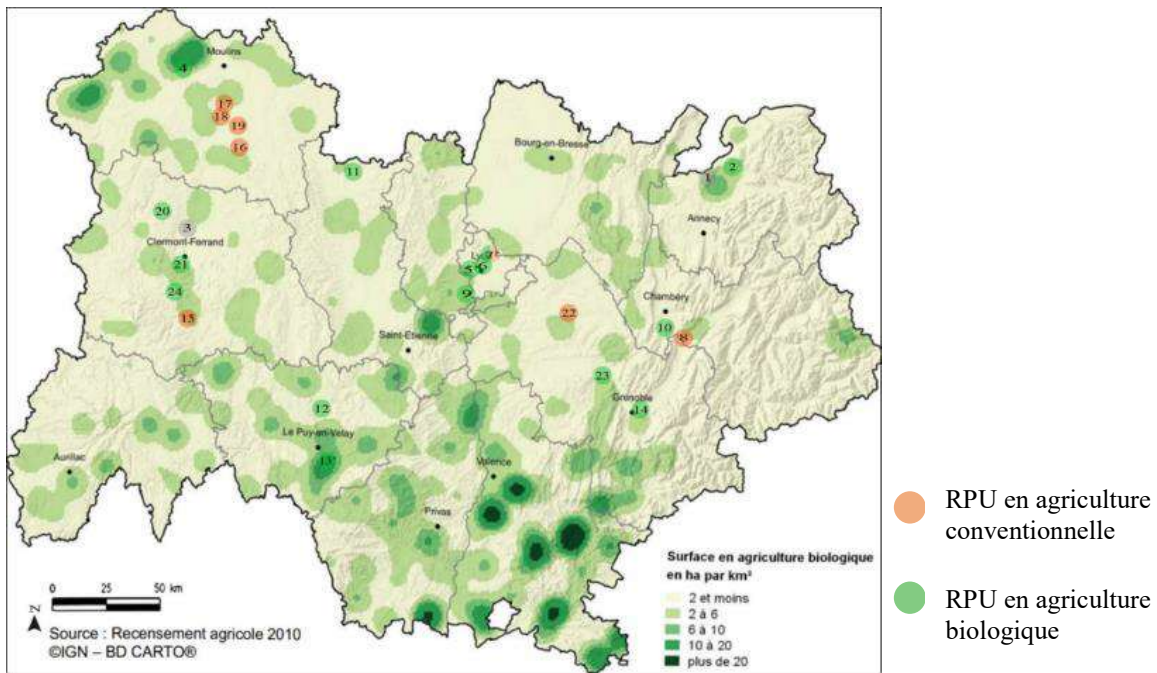 Moulins
4
17
18
19
16
Bourg-en-Bresse
11
1
2
20
3
Annecy
Clermont-Ferrand
21
5
6
7
24
9
15
22
Chambéry
10
8
Saint-Etienne
23
14
Grenoble
12
Le Puy-en-Velay
13
Aurillac
Valence
Privas
RPU en agriculture
conventionnelle
RPU en agriculture
biologique
Surface en agriculture biologique
en ha par km²
2 et moins
2 à 6
6 à 10
10 à 20
plus de 20
0 25 50 km
N
Source : Recensement agricole 2010
©IGN – BD CARTO®